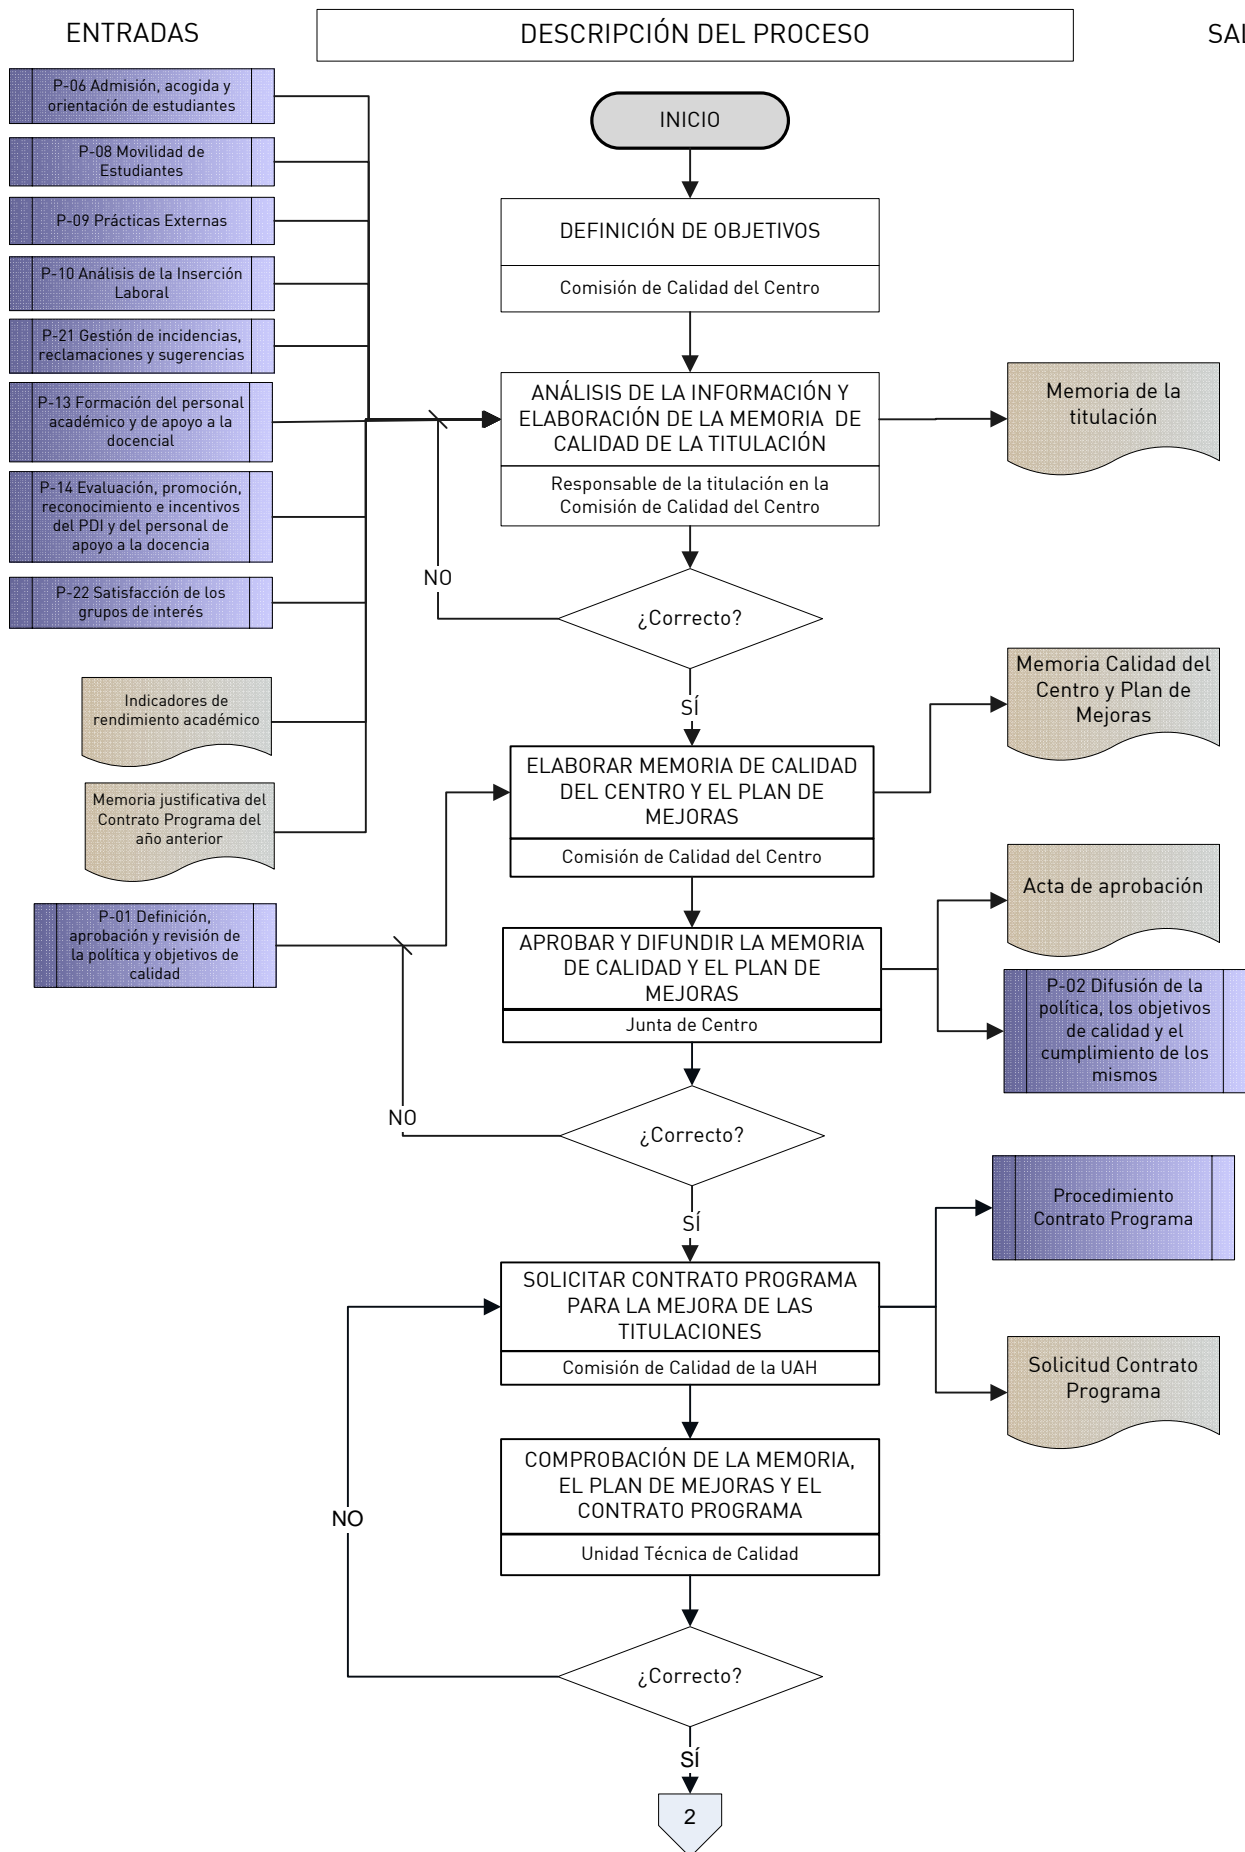 ENTRADAS
DESCRIPCIÓN DEL PROCESO
SAL
P-06 Admisión, acogida y
orientación de estudiantes
P-08 Movilidad de
Estudiantes
P-09 Prácticas Externas
P-10 Análisis de la Inserción
Laboral
P-21 Gestión de incidencias,
reclamaciones y sugerencias
P-13 Formación del personal
académico y de apoyo a la
docencial
P-14 Evaluación, promoción,
reconocimiento e incentivos
del PDI y del personal de
apoyo a la docencia
P-22 Satisfacción de los
grupos de interés
Indicadores de
rendimiento académico
Memoria justificativa del
Contrato Programa del
año anterior
P-01 Definición,
aprobación y revisión de
la política y objetivos de
calidad
INICIO
DEFINICIÓN DE OBJETIVOS
Comisión de Calidad del Centro
ANÁLISIS DE LA INFORMACIÓN Y
ELABORACIÓN DE LA MEMORIA DE
CALIDAD DE LA TITULACIÓN
Responsable de la titulación en la
Comisión de Calidad del Centro
NO
¿Correcto?
SÍ
ELABORAR MEMORIA DE CALIDAD
DEL CENTRO Y EL PLAN DE
MEJORAS
Comisión de Calidad del Centro
APROBAR Y DIFUNDIR LA MEMORIA
DE CALIDAD Y EL PLAN DE
MEJORAS
Junta de Centro
NO
¿Correcto?
SÍ
SOLICITAR CONTRATO PROGRAMA
PARA LA MEJORA DE LAS
TITULACIONES
Comisión de Calidad de la UAH
COMPROBACIÓN DE LA MEMORIA,
EL PLAN DE MEJORAS Y EL
CONTRATO PROGRAMA
Unidad Técnica de Calidad
NO
¿Correcto?
SÍ
2
Memoria de la
titulación
Memoria Calidad del
Centro y Plan de
Mejoras
Acta de aprobación
P-02 Difusión de la
política, los objetivos
de calidad y el
cumplimiento de los
mismos
Procedimiento
Contrato Programa
Solicitud Contrato
Programa